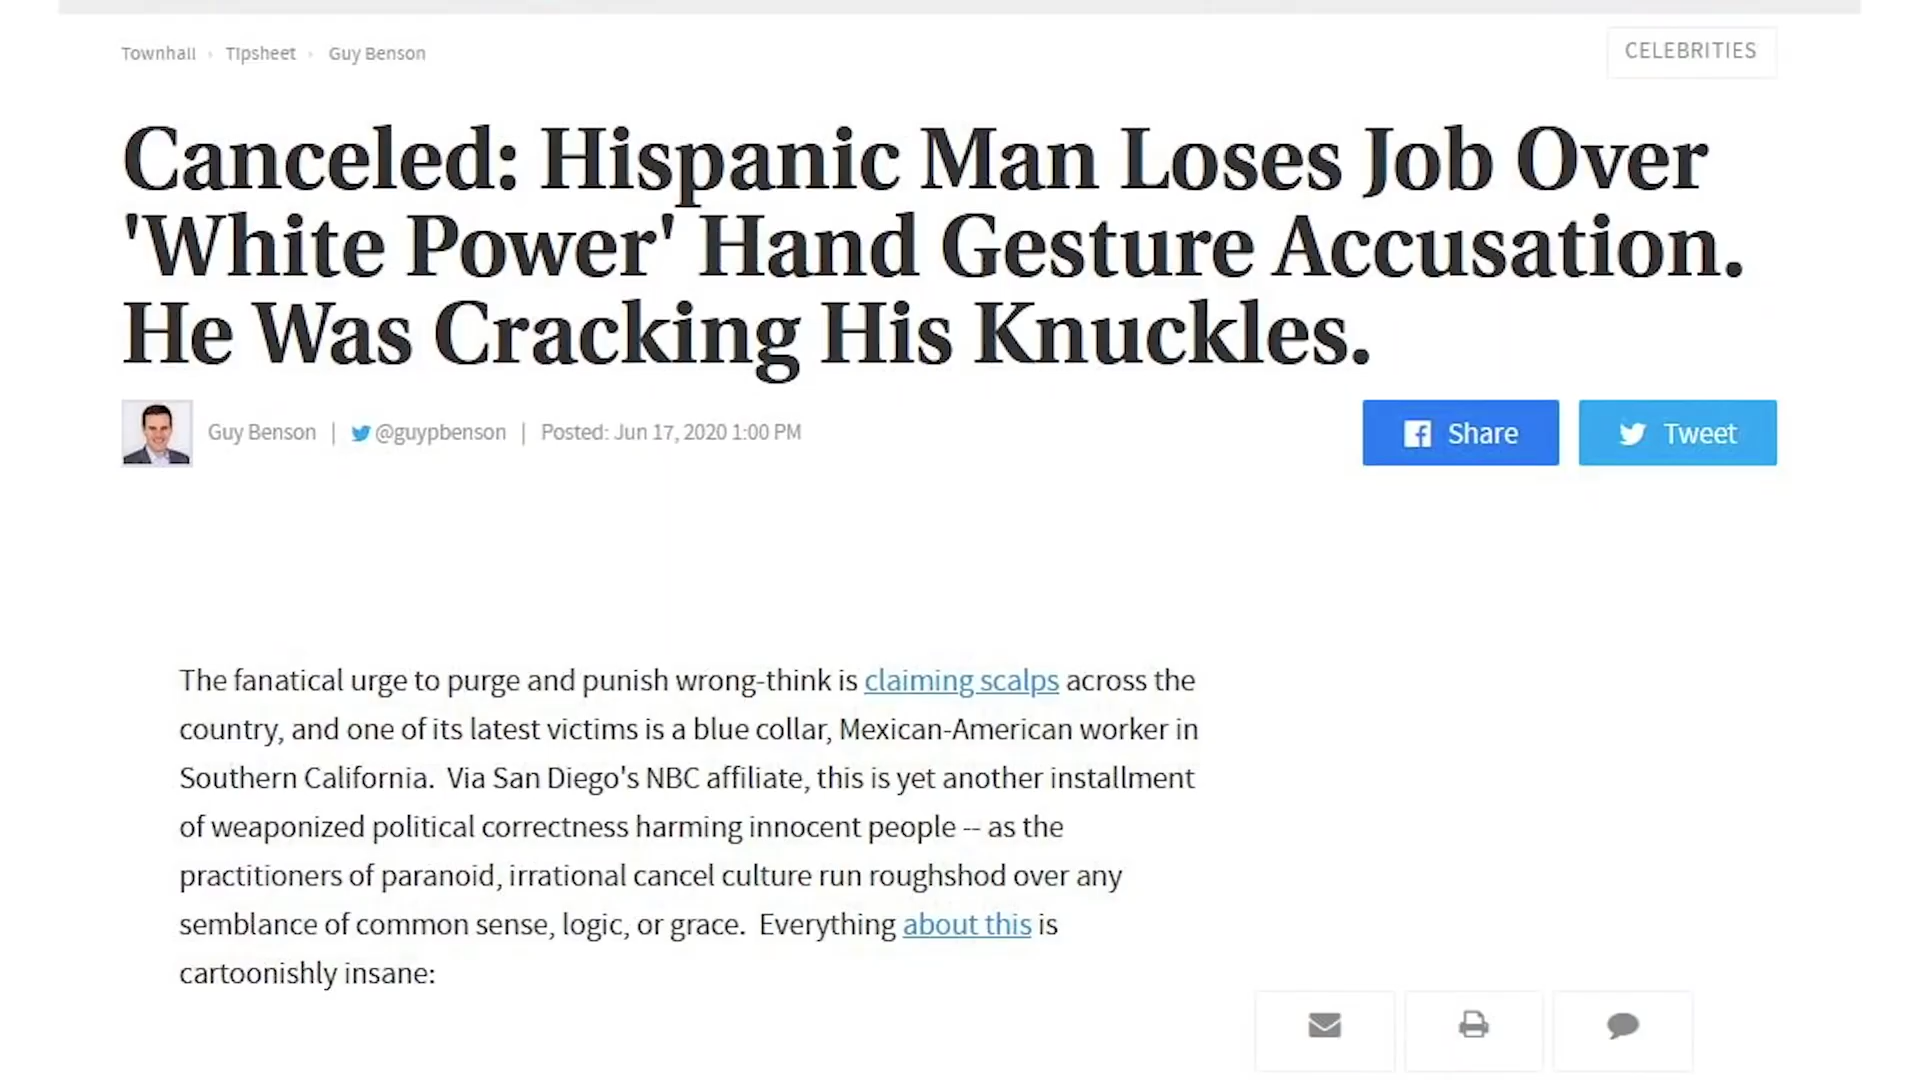 Townhall › Tipsheet › Guy Benson
CELEBRITIES
Canceled: Hispanic Man Loses Job Over
'White Power' Hand Gesture Accusation.
He Was Cracking His Knuckles.
Guy Benson | @guypbenson | Posted: Jun 17, 2020 1:00 PM
Share
Tweet
The fanatical urge to purge and punish wrong-think is claiming scalps across the
country, and one of its latest victims is a blue collar, Mexican-American worker in
Southern California.  Via San Diego's NBC affiliate, this is yet another installment
of weaponized political correctness harming innocent people -- as the
practitioners of paranoid, irrational cancel culture run roughshod over any
semblance of common sense, logic, or grace.  Everything about this is
cartoonishly insane: